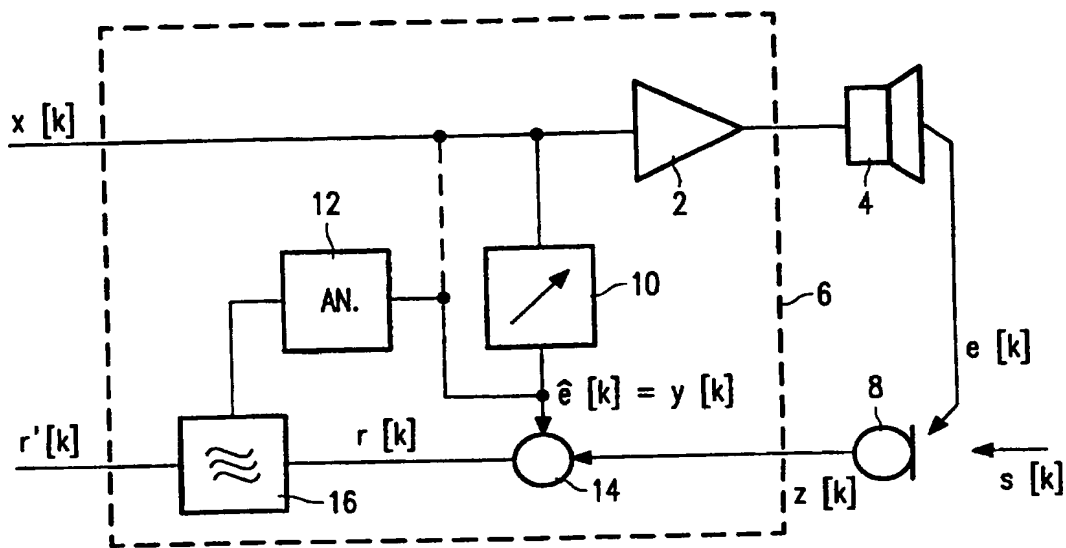 x [k]
2
4
12
AN.
10
6
e [k]
ê [k] = y [k]
8
r'[k]
r [k]
14
z [k]
s [k]
16